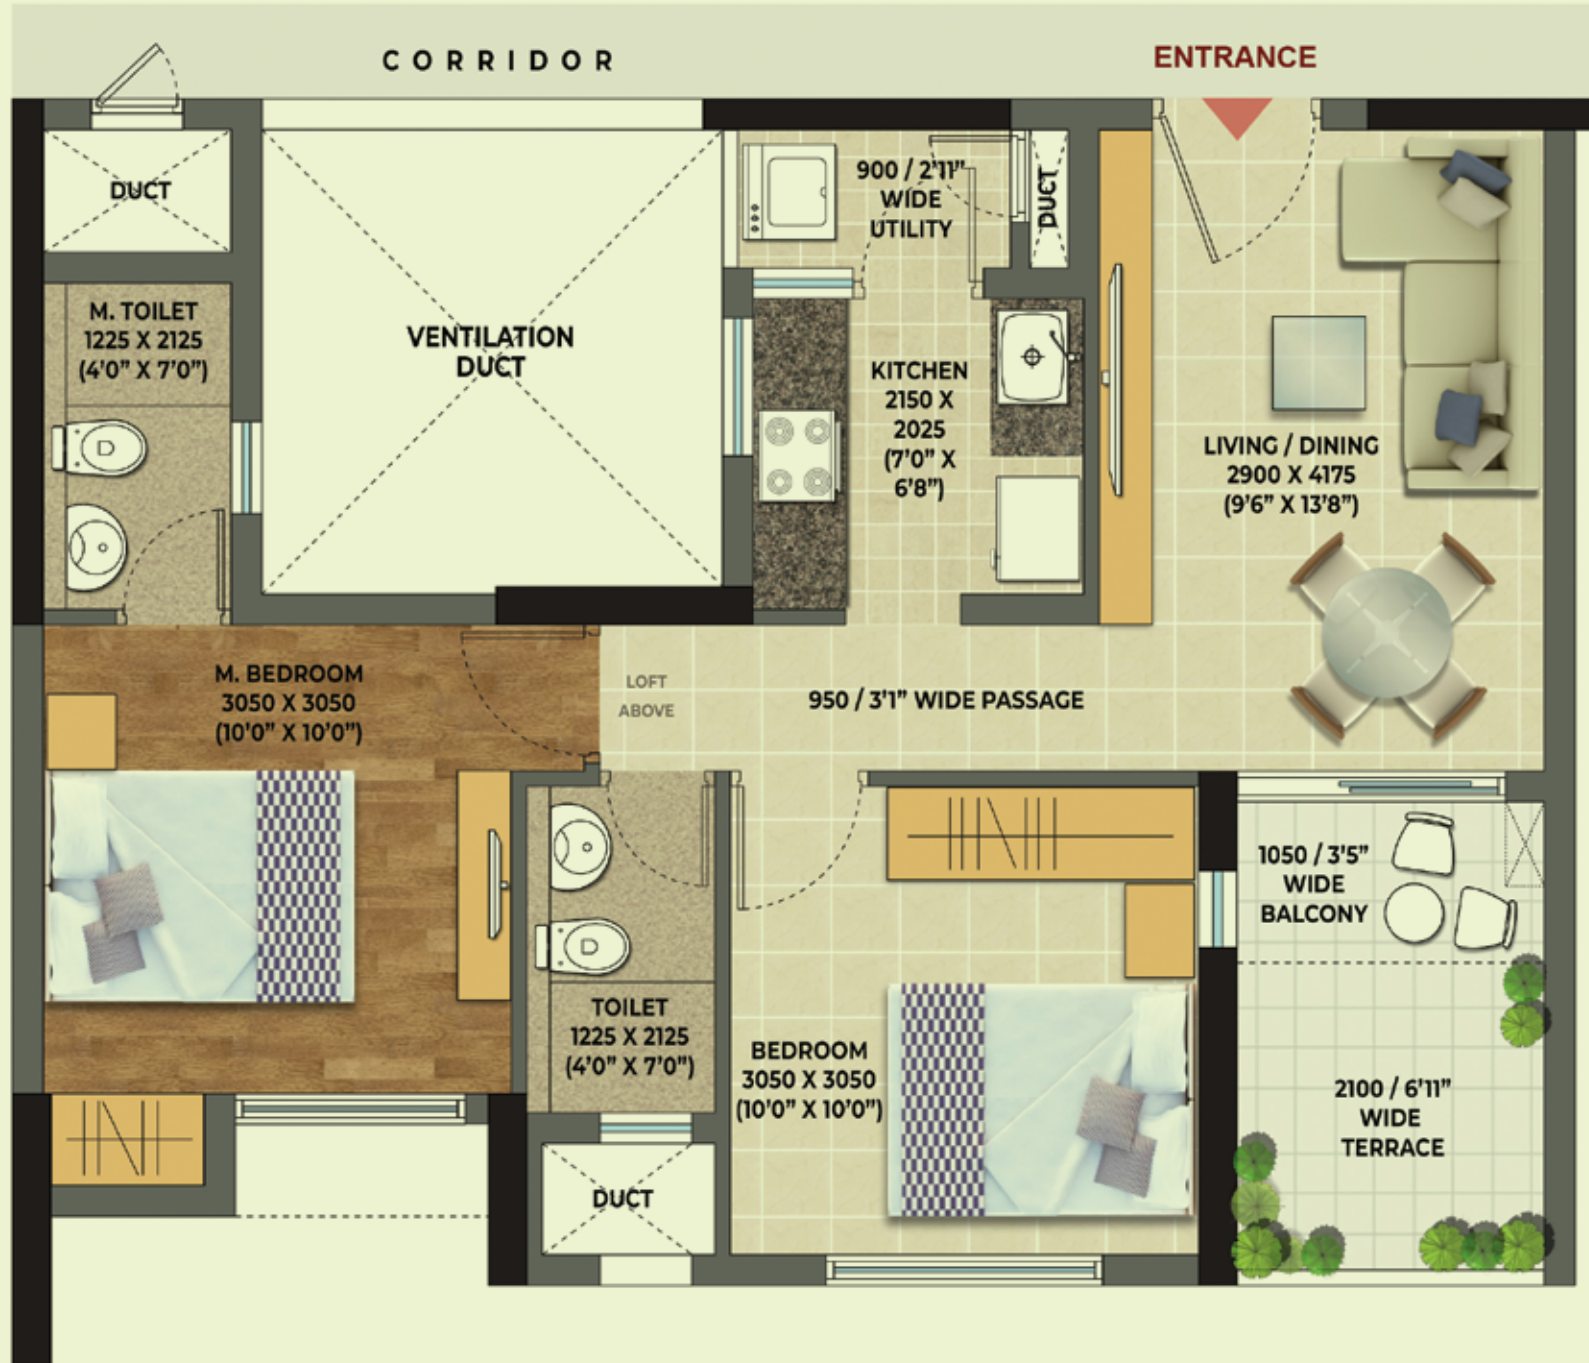 CORRIDOR
ENTRANCE
DUCT
900 / 2'11"
WIDE
UTILITY
DUCT
M. TOILET
1225 X 2125
(4'0" X 7'0")
VENTILATION
DUCT
KITCHEN
2150 X
2025
(7'0" X
6'8")
LIVING / DINING
2900 X 4175
(9'6" X 13'8")
M. BEDROOM
3050 X 3050
(10'0" X 10'0")
LOFT
ABOVE
950 / 3'1" WIDE PASSAGE
1050 / 3'5"
WIDE
BALCONY
TOILET
1225 X 2125
(4'0" X 7'0")
BEDROOM
3050 X 3050
(10'0" X 10'0")
2100 / 6'11"
WIDE
TERRACE
DUCT